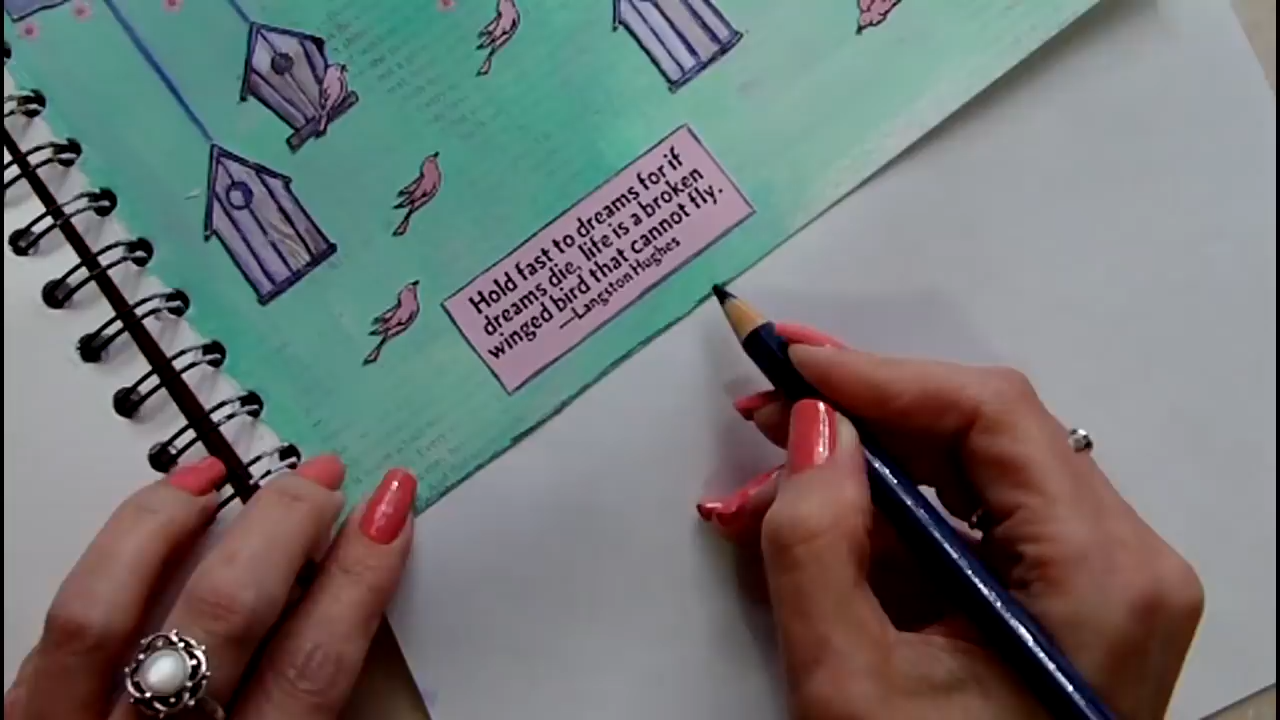 Hold fast to dreams for if
dreams die, life is a broken
winged bird that cannot fly.
—Langston Hughes